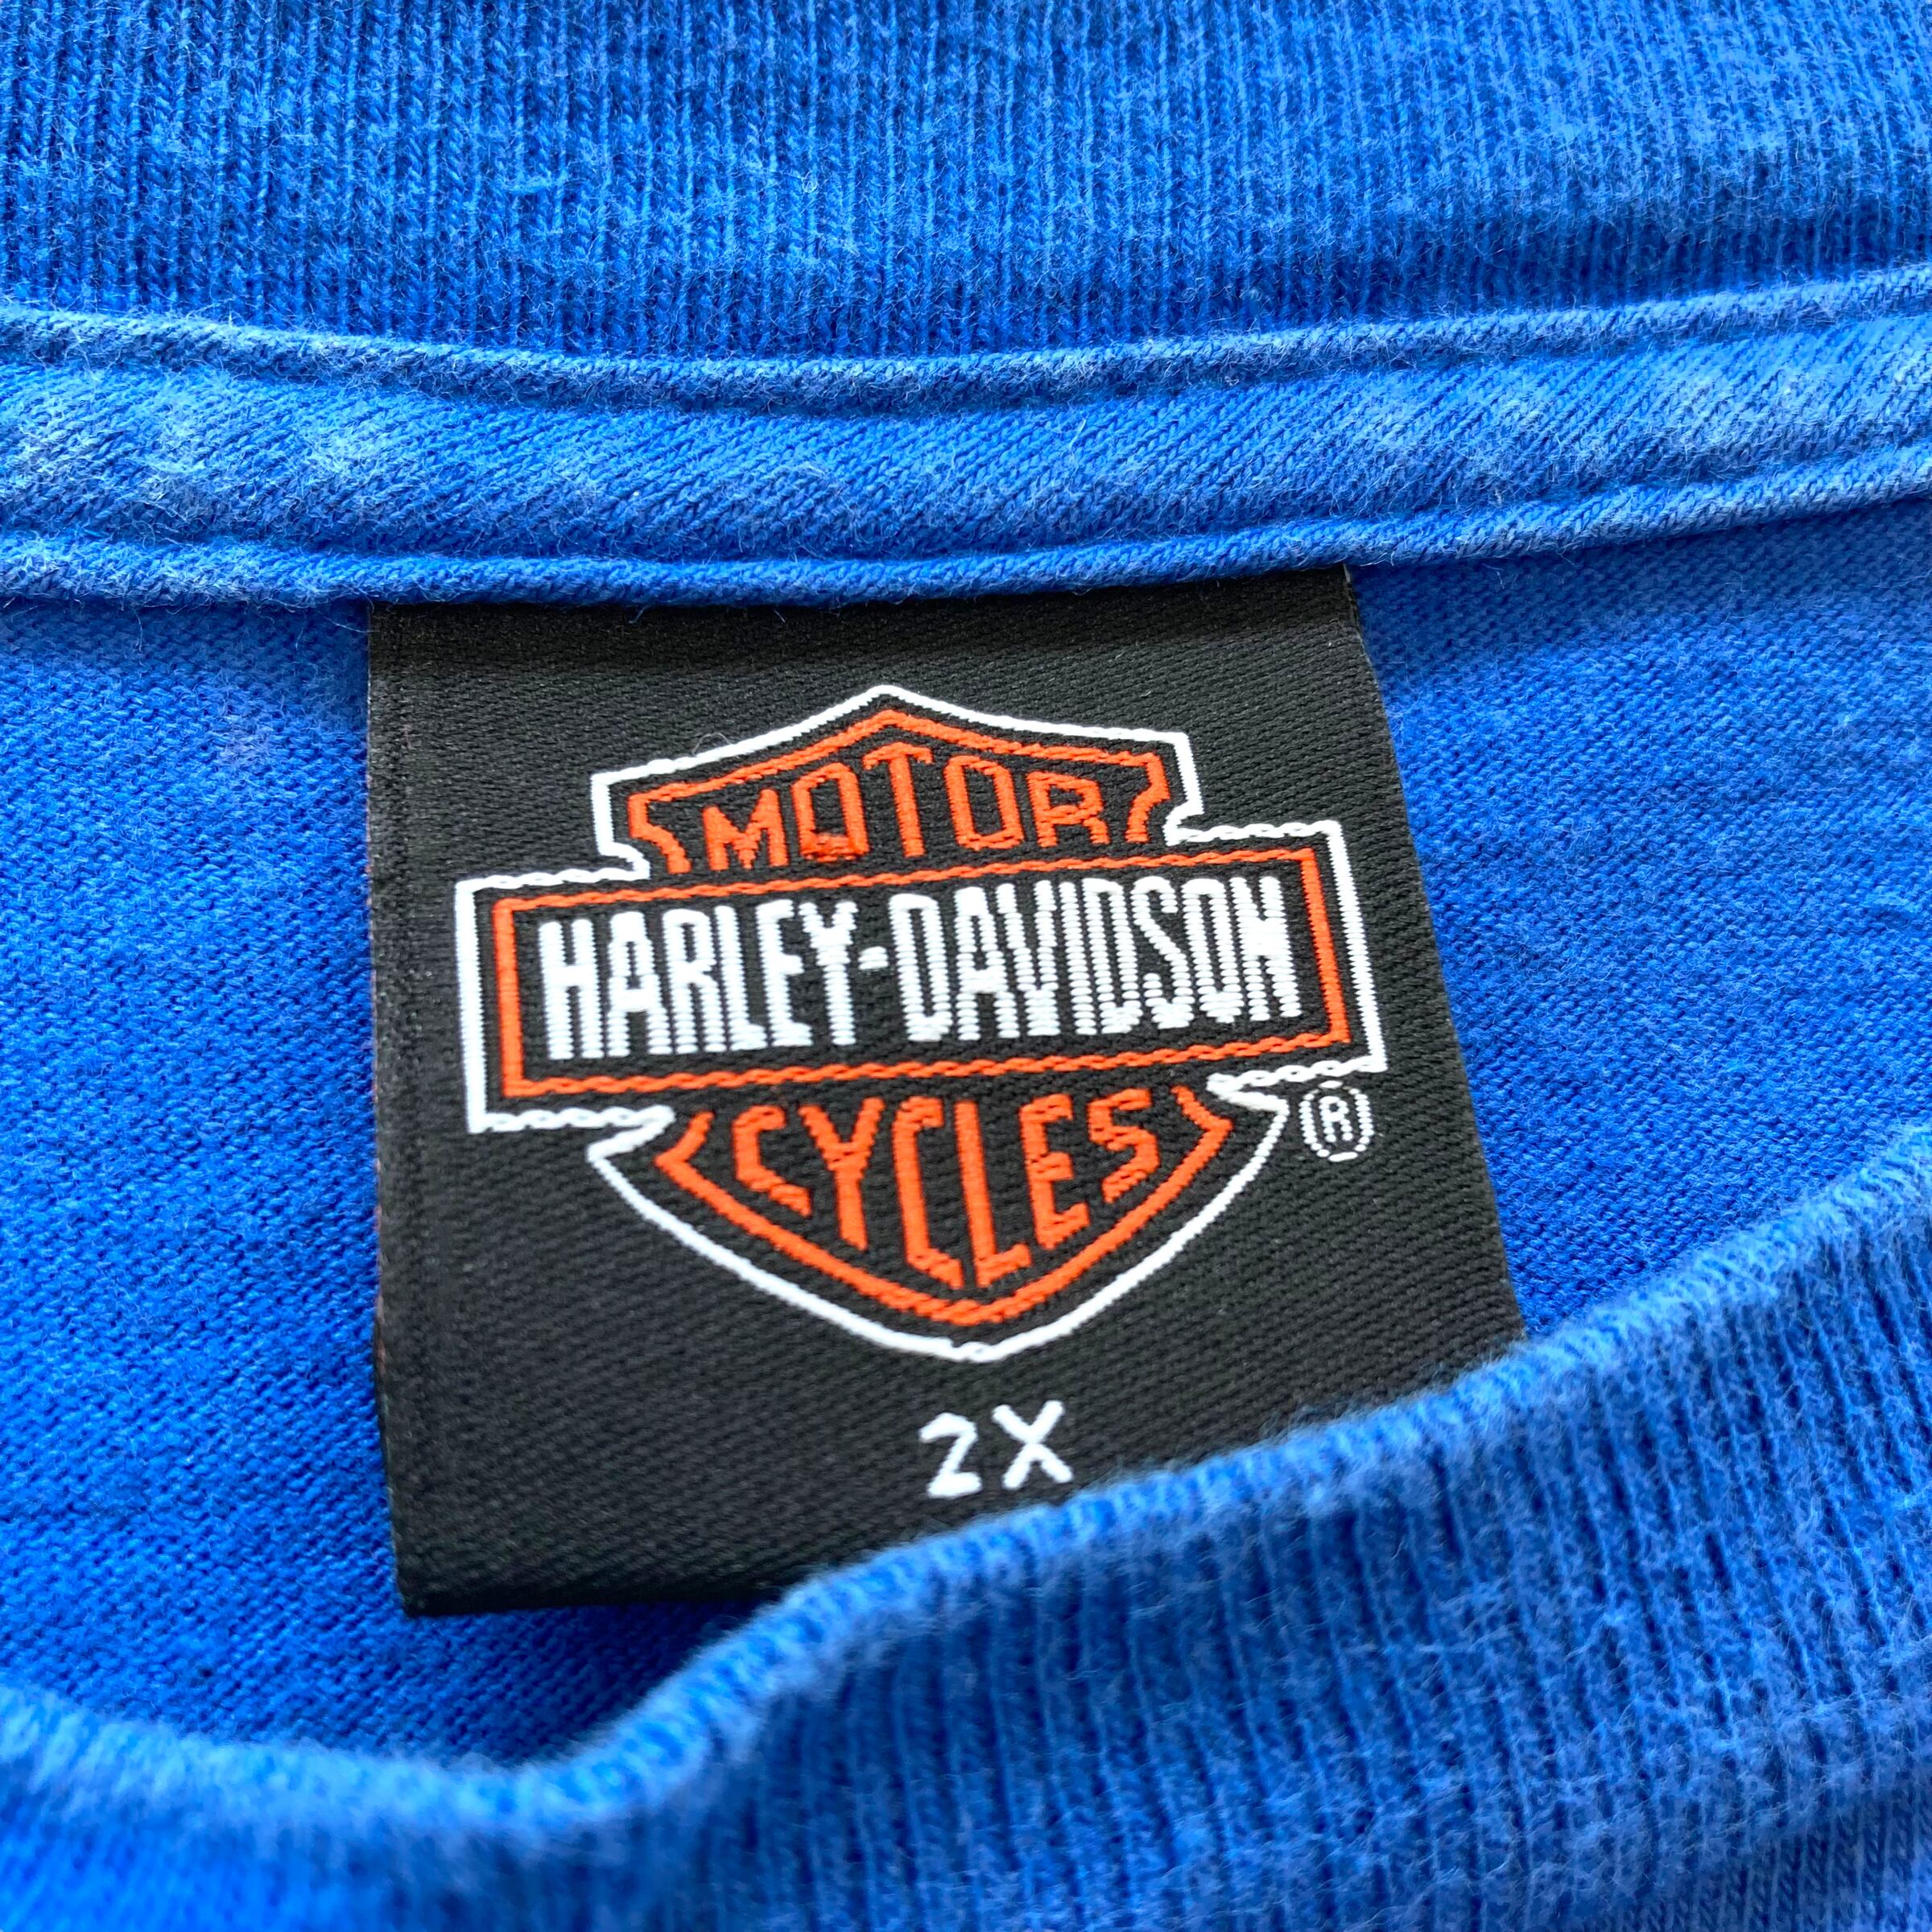 MOTOR
HARLEY-DAVIDSON
CYCLES
®
2X